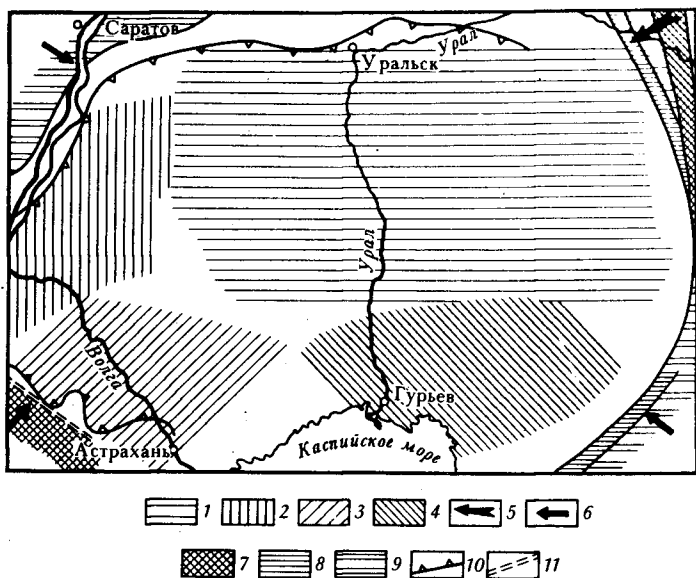 Саратов
Урал
Уральск
Урал
Волга
Гурьев
Астрахань
Каспийское море
1 2 3 4 5 6
7 8 9 10 11